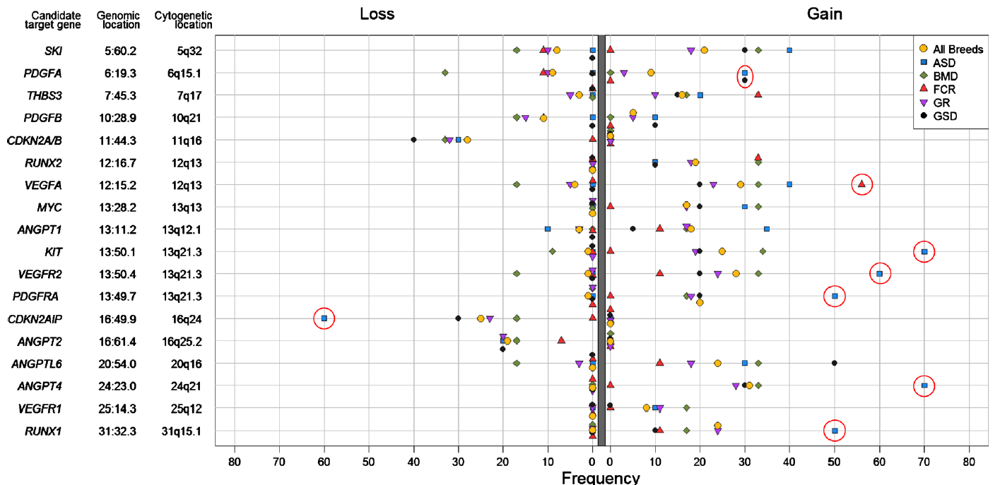 Candidate target gene Genomic location Cytogenetic location Loss Gain
SKI 5:60.2 5q32
PDGFA 6:19.3 6q15.1
THBS3 7:45.3 7q17
PDGFB 10:28.9 10q21
CDKN2A/B 11:44.3 11q16
RUNX2 12:16.7 12q13
VEGFA 12:15.2 12q13
MYC 13:28.2 13q13
ANGPT1 13:11.2 13q12.1
KIT 13:50.1 13q21.3
VEGFR2 13:50.4 13q21.3
PDGFRA 13:49.7 13q21.3
CDKN2AIP 16:49.9 16q24
ANGPT2 16:61.4 16q25.2
ANGPTL6 20:54.0 20q16
ANGPT4 24:23.0 24q21
VEGFR1 25:14.3 25q12
RUNX1 31:32.3 31q15.1
All Breeds
ASD
BMD
FCR
GR
GSD
80 70 60 50 40 30 20 10 0 0 10 20 30 40 50 60 70 80
Frequency